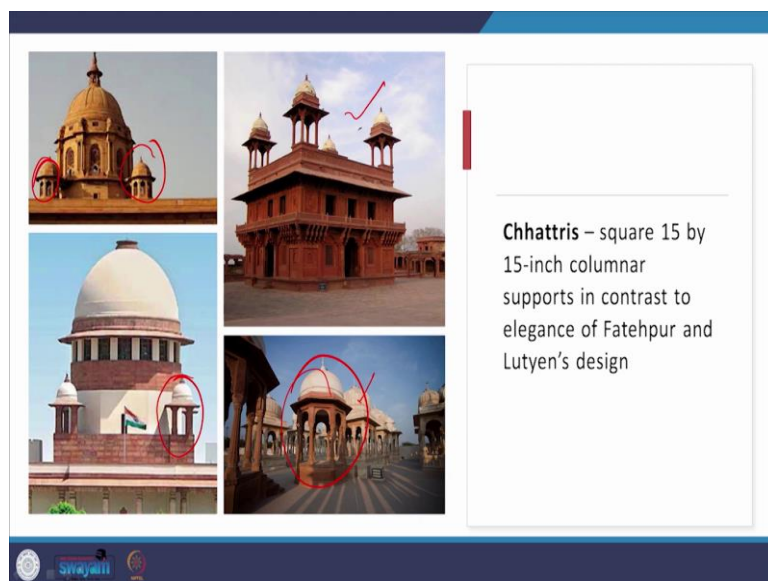 Chhattris – square 15 by
15-inch columnar
supports in contrast to
elegance of Fatehpur and
Lutyen's design
swayam